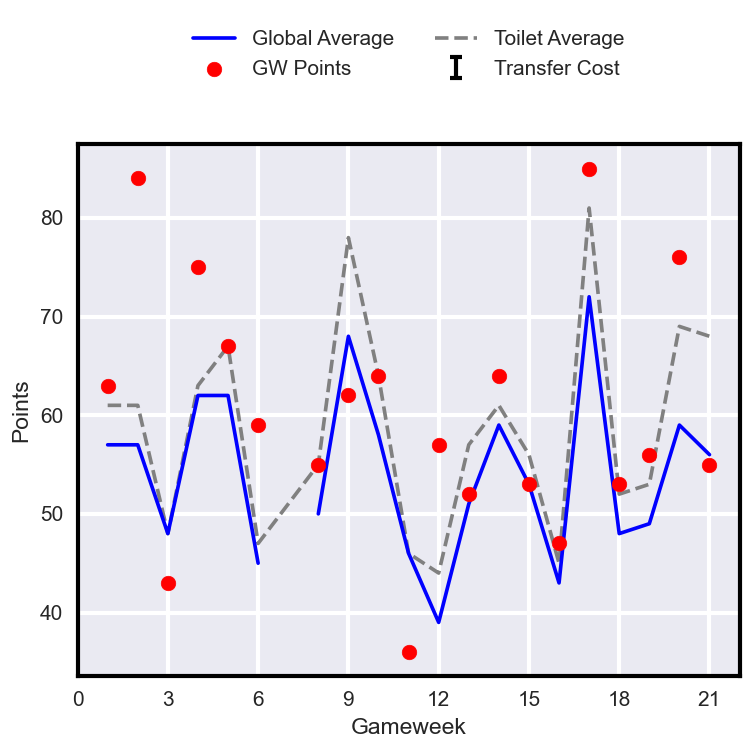 Global Average Toilet Average
GW Points Transfer Cost
80
70
60
50
40
Points
0 3 6 9 12 15 18 21
Gameweek